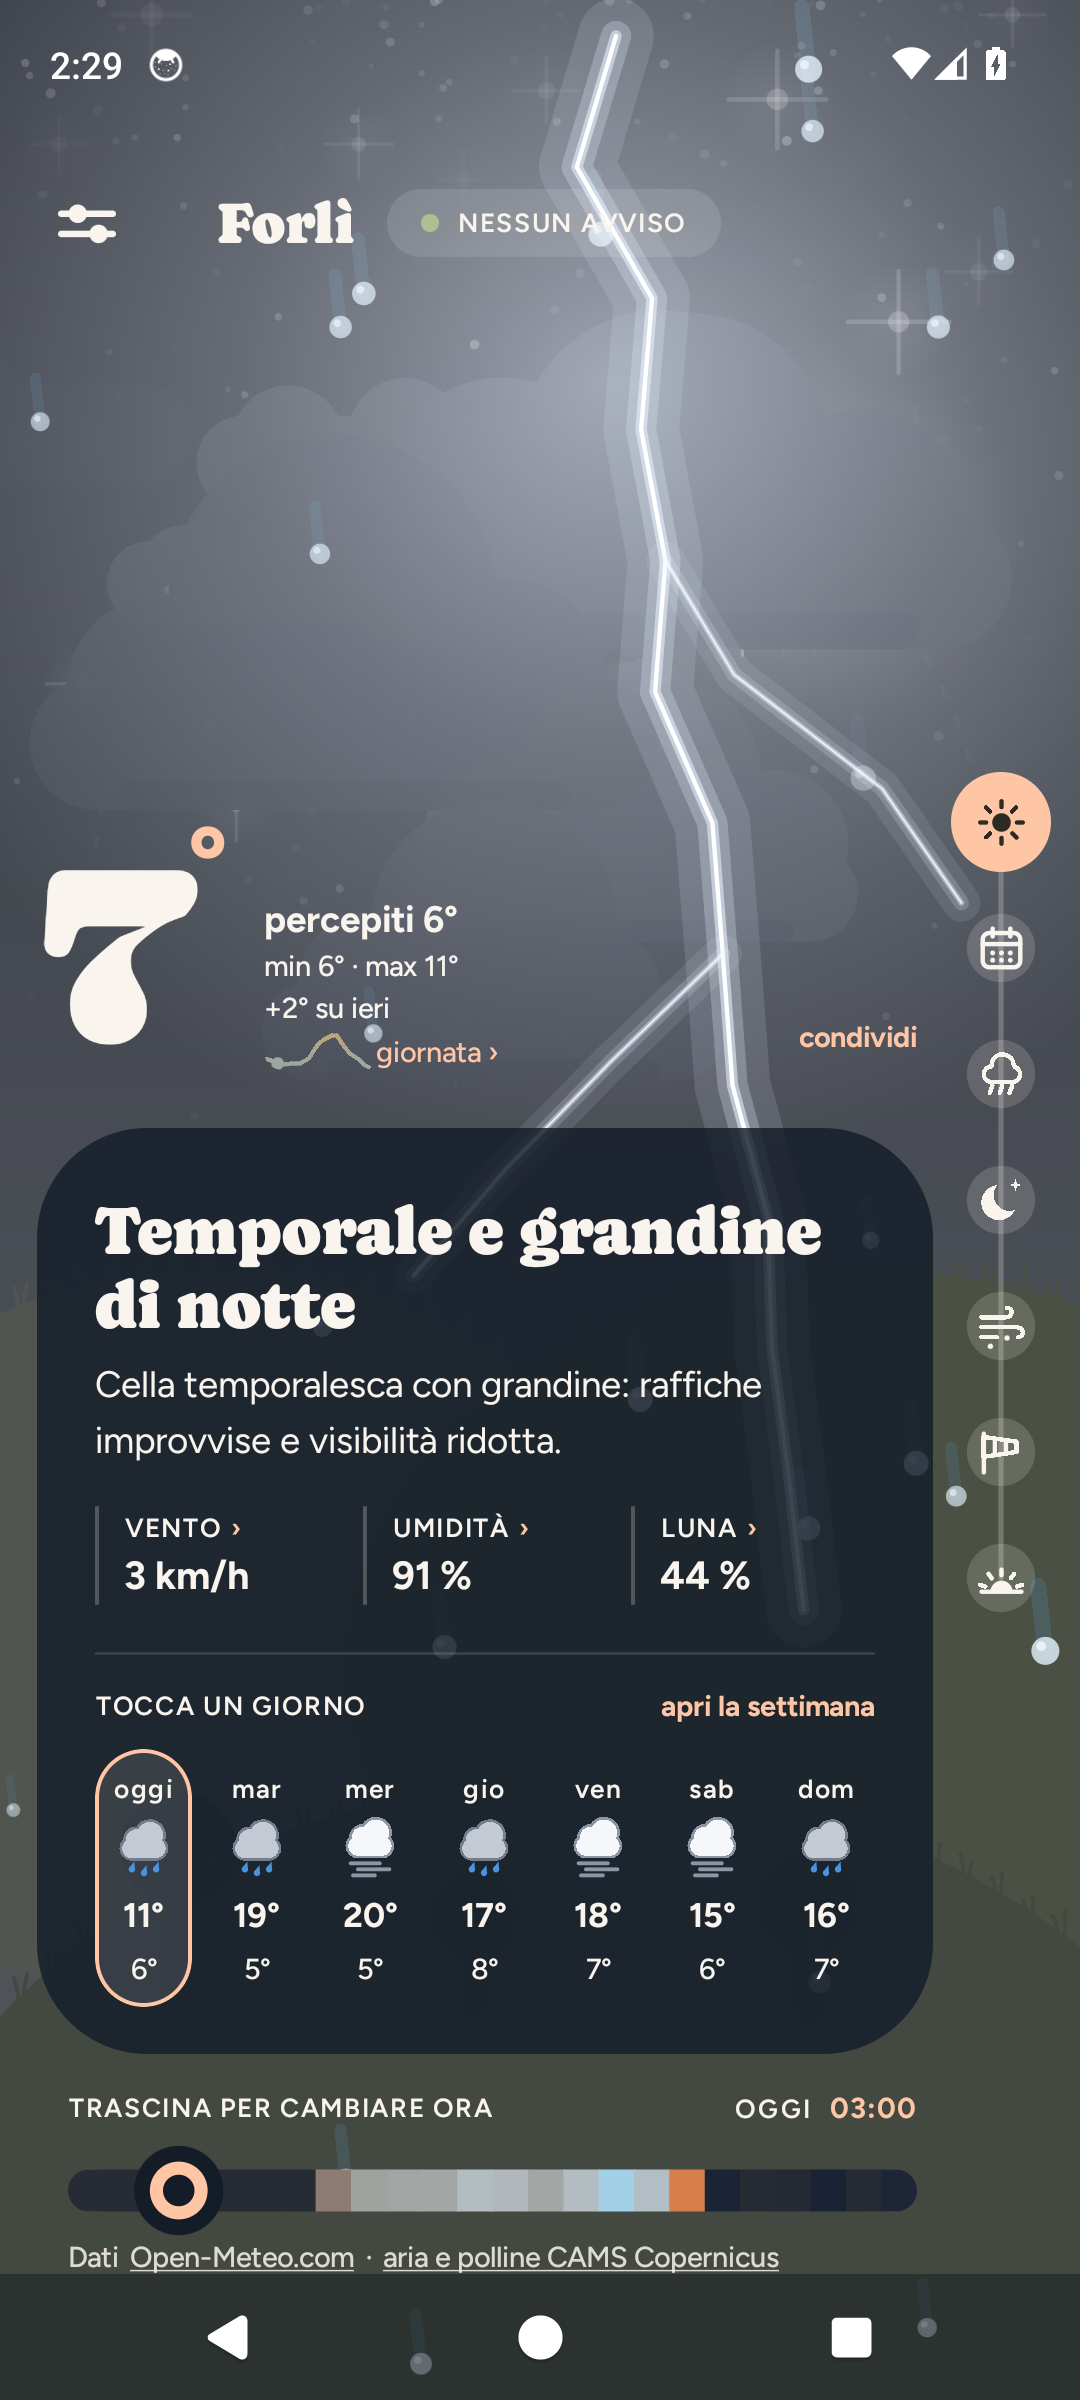 2:29
Forlì
NESSUN AVVISO
7°
percepiti 6°
min 6° · max 11°
+2° su ieri
giornata ›
condividi
Temporale e grandine
di notte
Cella temporalesca con grandine: raffiche
improvvise e visibilità ridotta.
VENTO › UMIDITÀ › LUNA ›
3 km/h 91 % 44 %
TOCCA UN GIORNO apri la settimana
oggi mar mer gio ven sab dom
11° 19° 20° 17° 18° 15° 16°
6° 5° 5° 8° 7° 6° 7°
TRASCINA PER CAMBIARE ORA OGGI 03:00
Dati Open-Meteo.com · aria e polline CAMS Copernicus